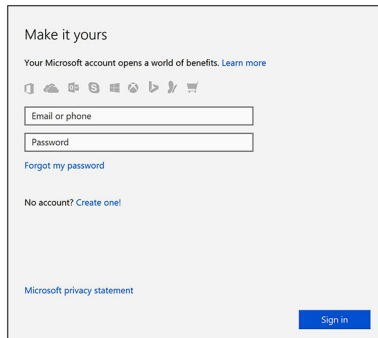 Make it yours
Your Microsoft account opens a world of benefits. Learn more
Email or phone
Password
Forgot my password
No account? Create one!
Microsoft privacy statement
Sign in